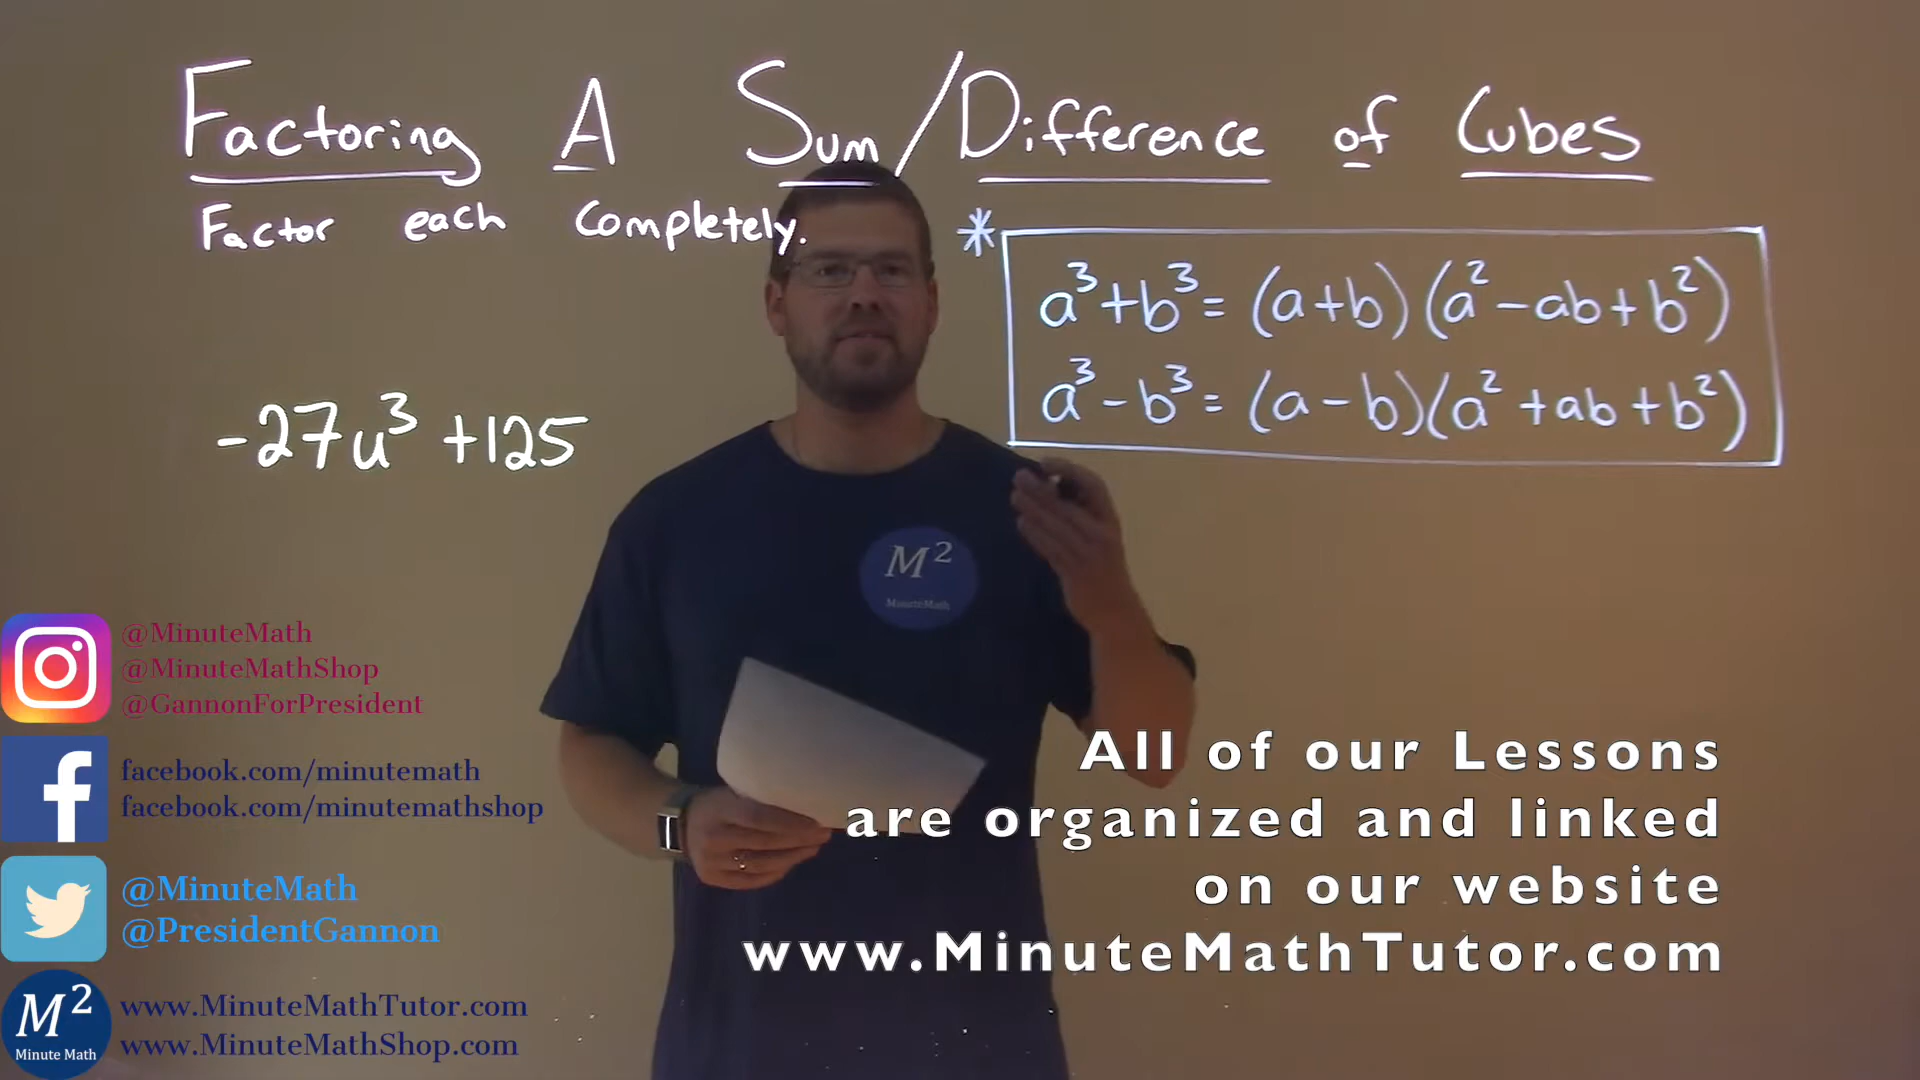 Factoring A Sum/Difference of Cubes
Factor each completely.
*
a³+b³= (a+b)(a²-ab+b²)
a³-b³= (a-b)(a²+ab+b²)
-27u³+125
M²
MinuteMath
@MinuteMath
@MinuteMathShop
@GannonForPresident
facebook.com/minutemath
facebook.com/minutemathshop
@MinuteMath
@PresidentGannon
M²
Minute Math
www.MinuteMathTutor.com
www.MinuteMathShop.com
All of our Lessons
are organized and linked
on our website
www.MinuteMathTutor.com